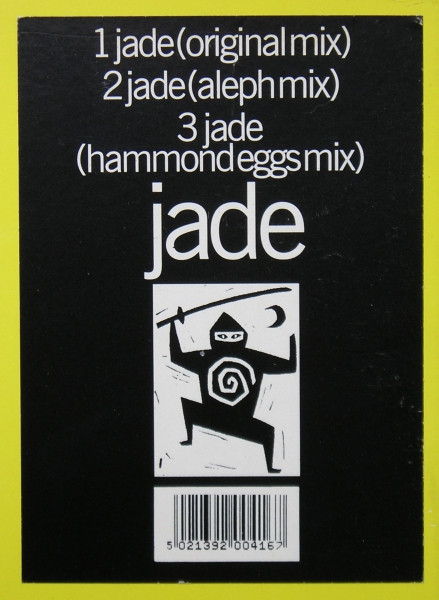 1 jade (original mix)
2 jade (aleph mix)
3 jade
(hammond eggs mix)
jade
5 021392 004167